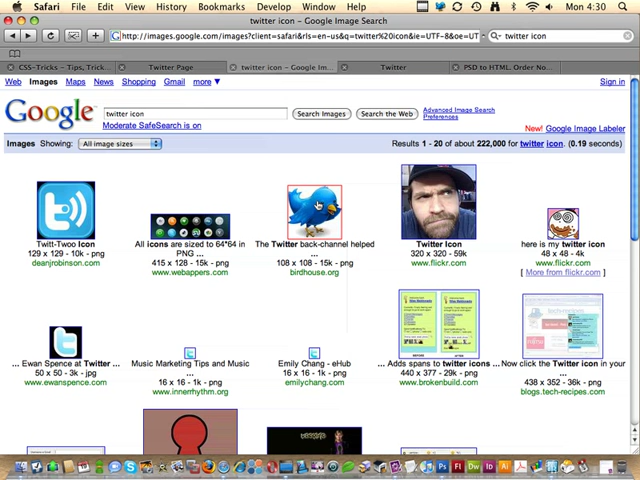 Safari File Edit View History Bookmarks Develop Window Help Mon 4:30
twitter icon – Google Image Search
http://images.google.com/images?client=safari&rls=en-us&q=twitter%20icon&ie=UTF-8&oe=UT
twitter icon
CSS-Tricks – Tips, Trick... Twitter Page twitter icon – Google Im... Twitter PSD to HTML. Order No...
Web Images Maps News Shopping Gmail more ▼ Sign in
Google twitter icon Search Images Search the Web Advanced Image Search
Preferences
Moderate SafeSearch is on
New! Google Image Labeler
Images Showing: All image sizes Results 1 - 20 of about 222,000 for twitter icon. (0.19 seconds)
Twitt-Twoo Icon
129 x 129 - 10k - png
deanjrobinson.com
All icons are sized to 64*64 in
PNG ...
415 x 128 - 15k - png
www.webappers.com
The Twitter back-channel helped
...
108 x 108 - 15k - png
birdhouse.org
Twitter Icon
320 x 320 - 59k
www.flickr.com
here is my twitter icon
48 x 48 - 4k
www.flickr.com
[ More from flickr.com ]
... Ewan Spence at Twitter ...
50 x 50 - 3k - jpg
www.ewanspence.com
Music Marketing Tips and Music
...
16 x 16 - 1k - png
www.innerrhythm.org
Emily Chang - eHub
16 x 16 - 1k - png
emilychang.com
... Adds spans to twitter icons ...
440 x 377 - 29k - png
www.brokenbuild.com
Now click the Twitter icon in your
...
438 x 352 - 36k - png
blogs.tech-recipes.com